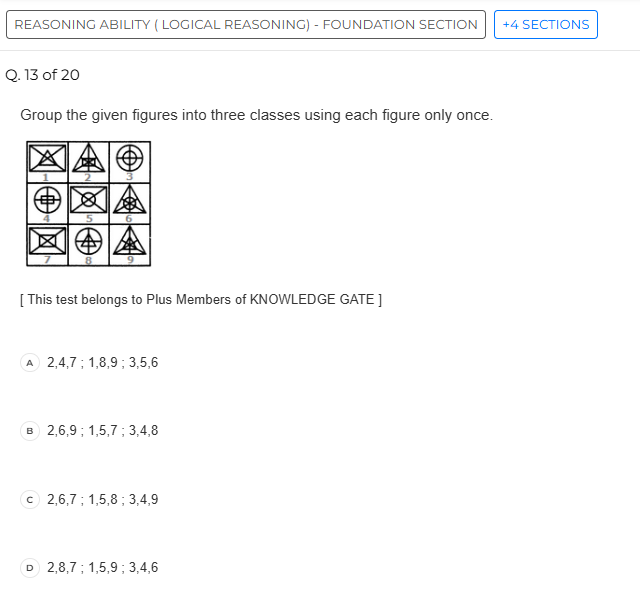 REASONING ABILITY ( LOGICAL REASONING) - FOUNDATION SECTION
+4 SECTIONS
Q. 13 of 20
Group the given figures into three classes using each figure only once.
1 2 3
4 5 6
7 8 9
[ This test belongs to Plus Members of KNOWLEDGE GATE ]
A 2,4,7 ; 1,8,9 ; 3,5,6
B 2,6,9 ; 1,5,7 ; 3,4,8
C 2,6,7 ; 1,5,8 ; 3,4,9
D 2,8,7 ; 1,5,9 ; 3,4,6